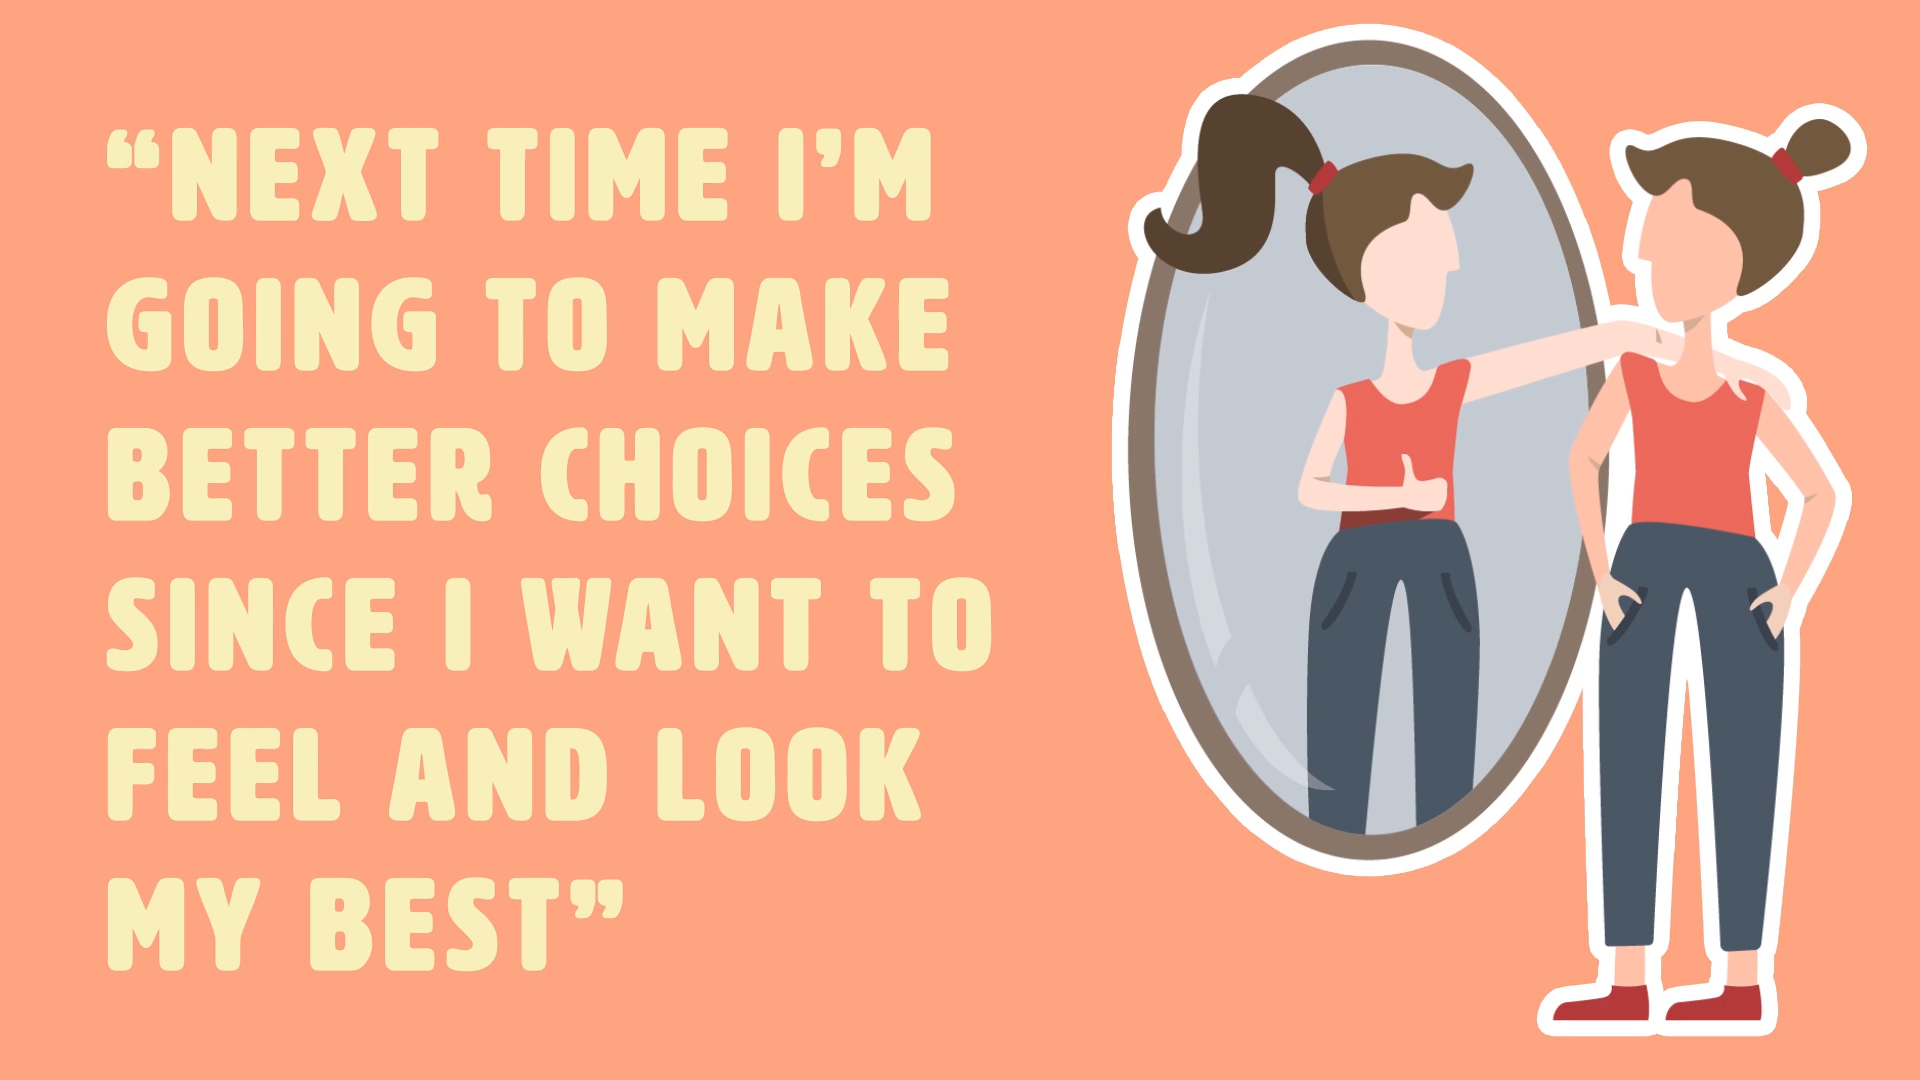 “NEXT TIME I’M
GOING TO MAKE
BETTER CHOICES
SINCE I WANT TO
FEEL AND LOOK
MY BEST”